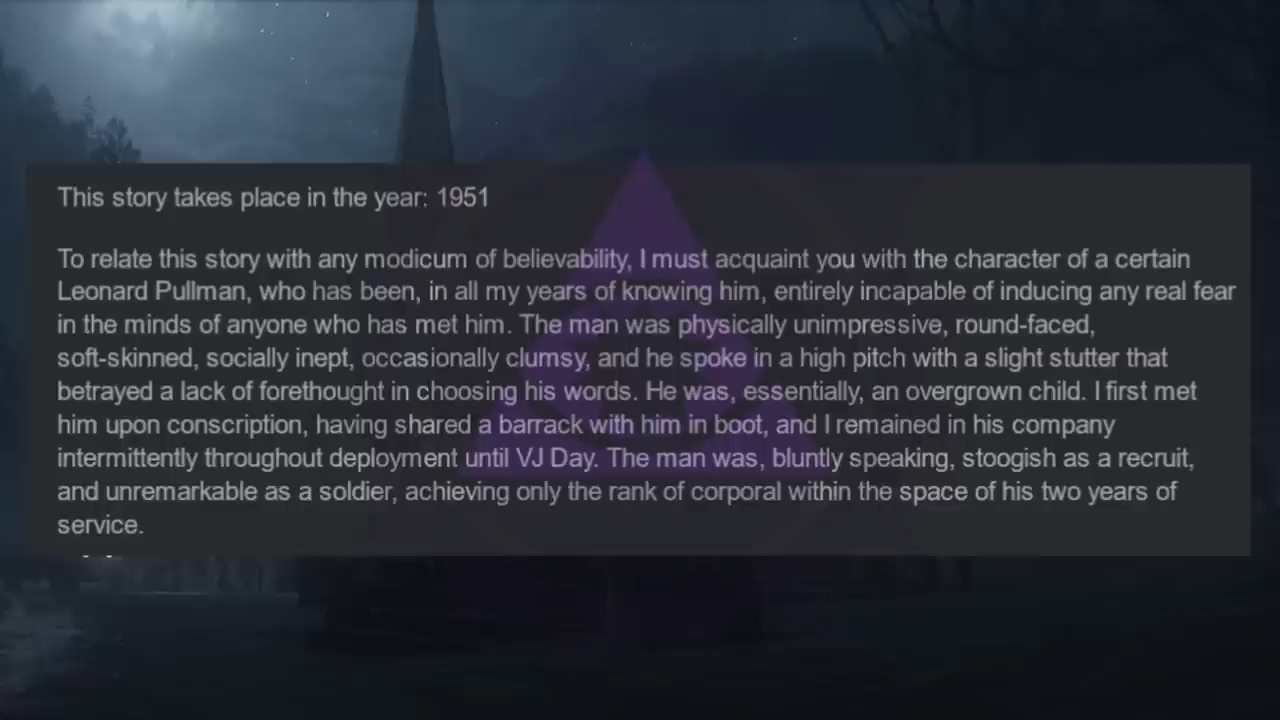 This story takes place in the year: 1951
To relate this story with any modicum of believability, I must acquaint you with the character of a certain
Leonard Pullman, who has been, in all my years of knowing him, entirely incapable of inducing any real fear
in the minds of anyone who has met him. The man was physically unimpressive, round-faced,
soft-skinned, socially inept, occasionally clumsy, and he spoke in a high pitch with a slight stutter that
betrayed a lack of forethought in choosing his words. He was, essentially, an overgrown child. I first met
him upon conscription, having shared a barrack with him in boot, and I remained in his company
intermittently throughout deployment until VJ Day. The man was, bluntly speaking, stoogish as a recruit,
and unremarkable as a soldier, achieving only the rank of corporal within the space of his two years of
service.